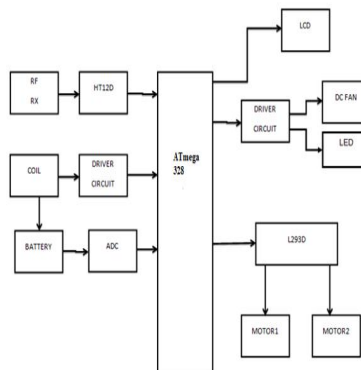 LCD
RF
RX
HT12D
DC FAN
DRIVER
CIRCUIT
LED
ATmega
328
COIL
DRIVER
CIRCUIT
BATTERY
ADC
L293D
MOTOR1
MOTOR2